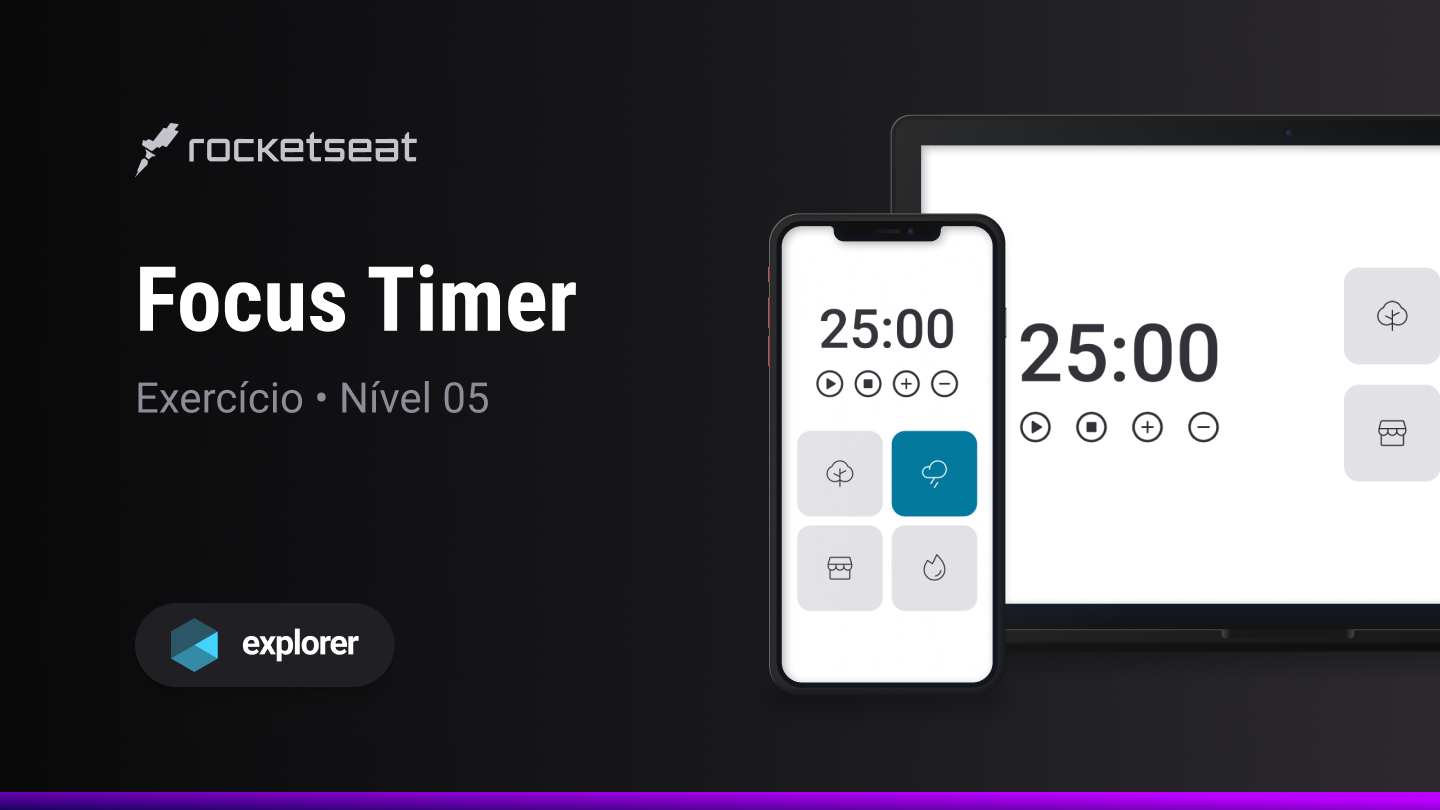 rocketseat
Focus Timer
Exercício • Nível 05
explorer
25:00
25:00